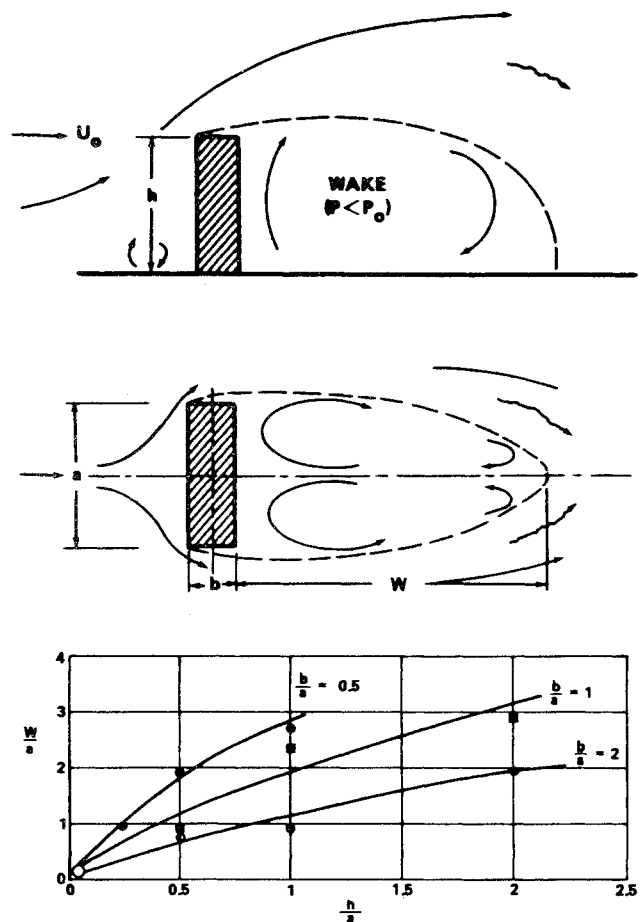 U₀
h
WAKE
(P<P₀)
a
b
W
4
3
2
1
0
W/a
b/a = 0.5
b/a = 1
b/a = 2
0 0.5 1 1.5 2 2.5
h/a